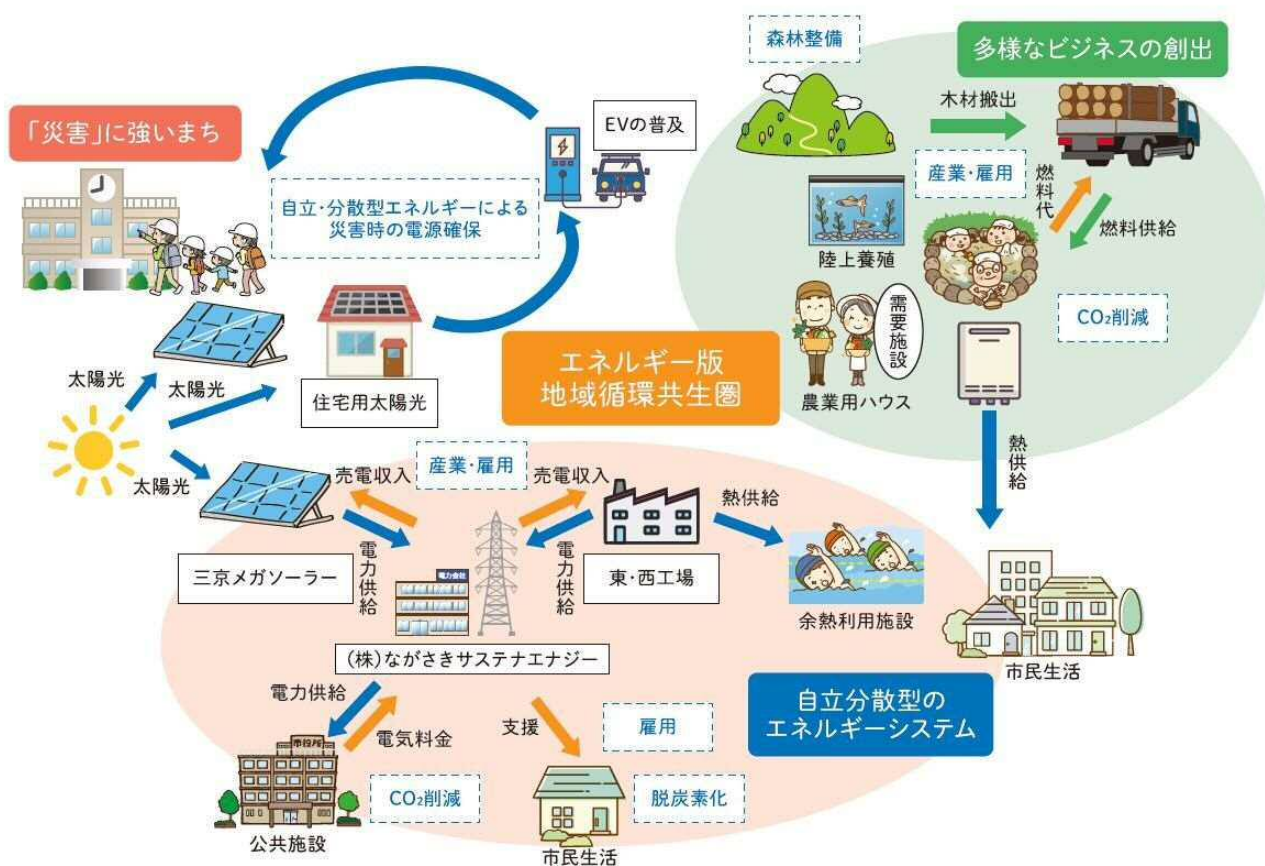 森林整備
多様なビジネスの創出
木材搬出
EVの普及
「災害」に強いまち
自立・分散型エネルギーによる
災害時の電源確保
産業・雇用
燃料代
燃料供給
陸上養殖
CO₂削減
需要施設
農業用ハウス
熱供給
太陽光
太陽光
住宅用太陽光
エネルギー版
地域循環共生圏
太陽光
売電収入
産業・雇用
売電収入
熱供給
三京メガソーラー
電力供給
電力会社
電力供給
東・西工場
余熱利用施設
(株)ながさきサステナエナジー
市民生活
電力供給
電気料金
支援
雇用
自立分散型の
エネルギーシステム
市役所
CO₂削減
脱炭素化
公共施設
市民生活